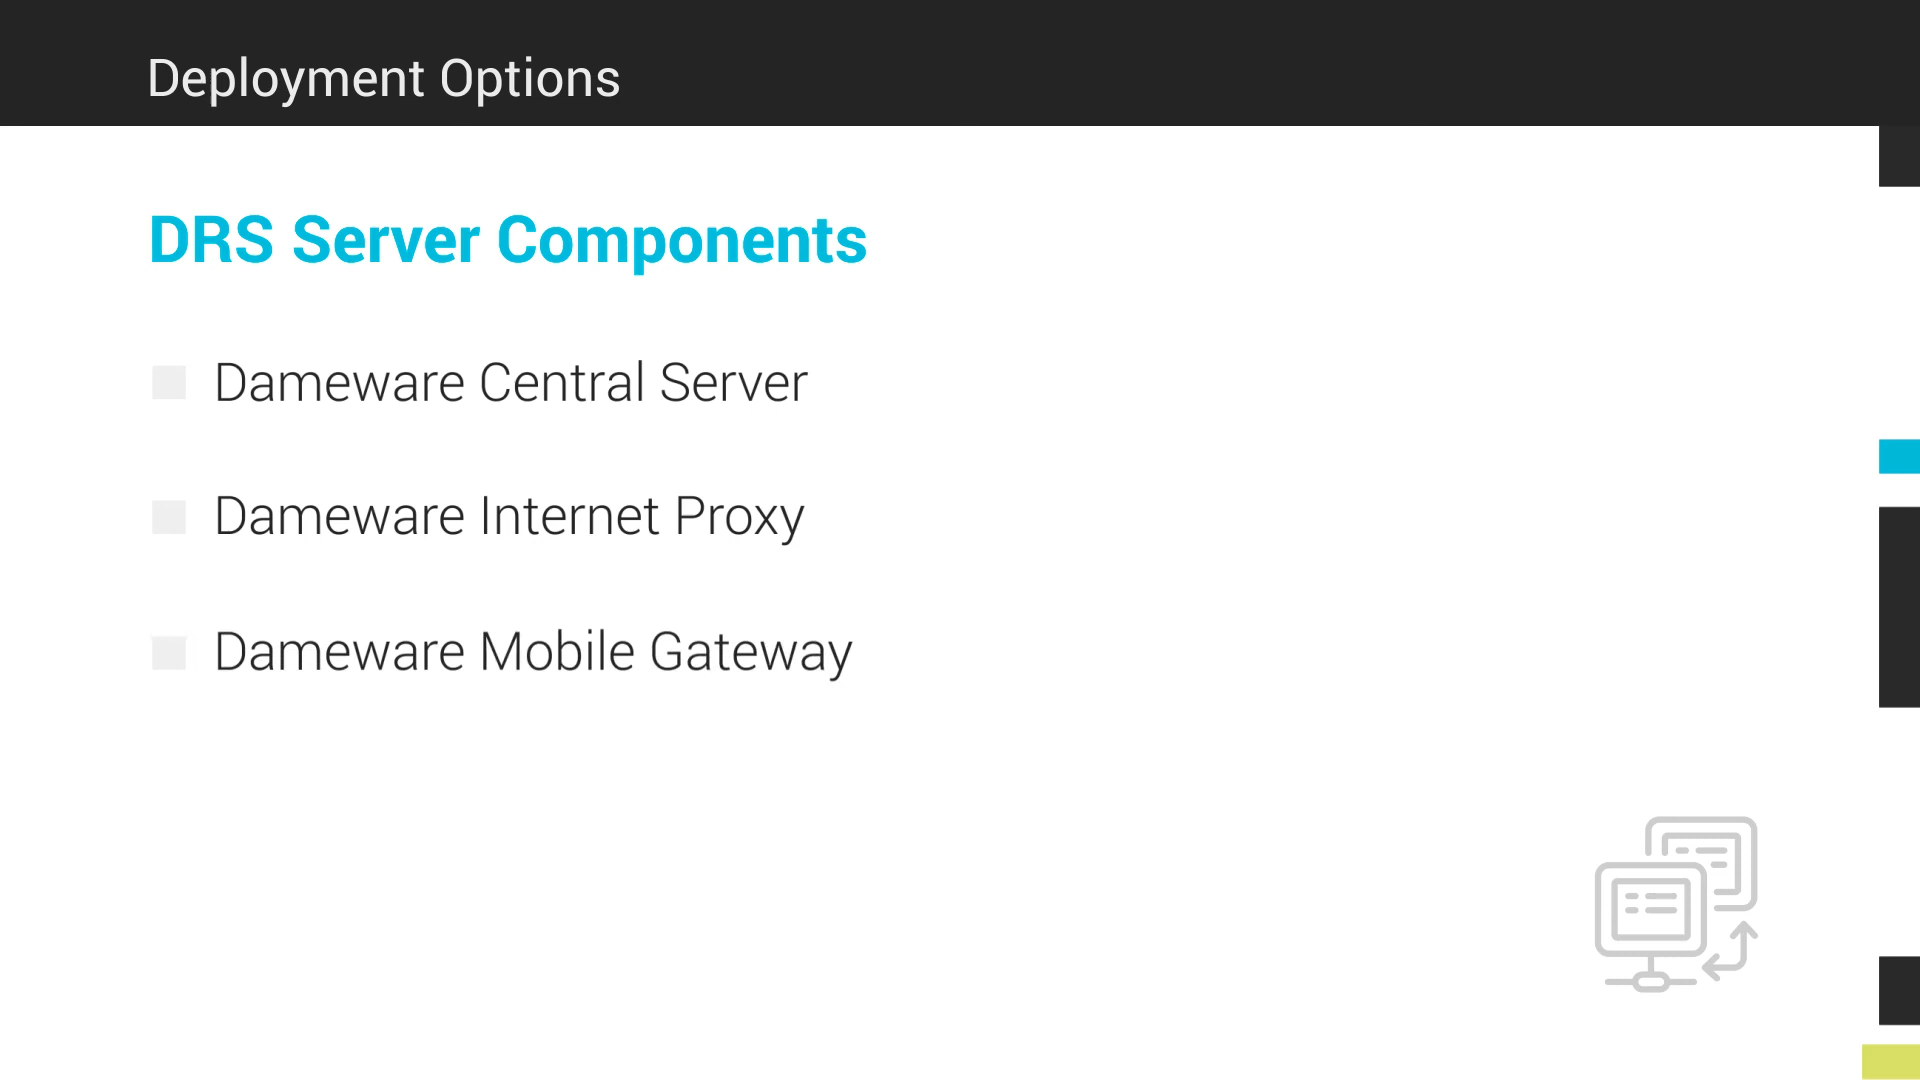 Deployment Options
DRS Server Components
Dameware Central Server
Dameware Internet Proxy
Dameware Mobile Gateway